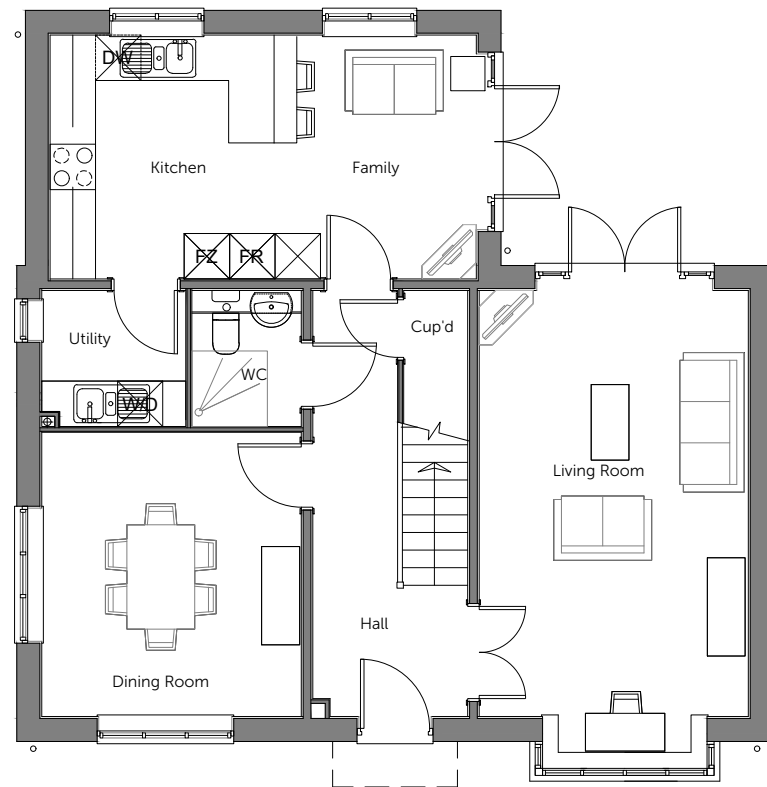 DW
Kitchen
Family
FZ
FR
Cup'd
Utility
WC
WD
Living Room
Hall
Dining Room